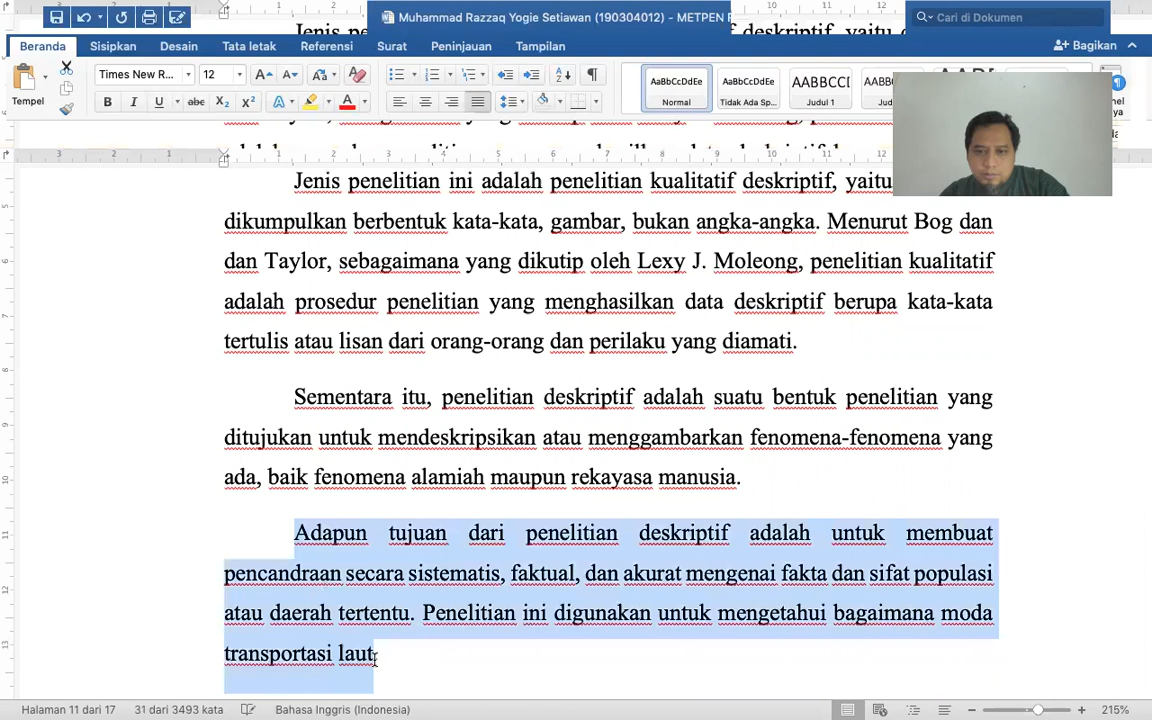 Muhammad Razzaq Yogie Setiawan (190304012) - METPEN
Cari di Dokumen
Beranda Sisipkan Desain Tata letak Referensi Surat Peninjauan Tampilan Bagikan
Tempel Times New R... 12
AaBbCcDdEe AaBbCcDdEe AABBCC[ AaBbCcDd
Normal Tidak Ada Sp... Judul 1
Jenis penelitian ini adalah penelitian kualitatif deskriptif,
dikumpulkan berbentuk kata-kata, gambar, bukan angka-angka. Menurut Bog dan
dan Taylor, sebagaimana yang dikutip oleh Lexy J. Moleong, penelitian kualitatif
adalah prosedur penelitian yang menghasilkan data deskriptif berupa kata-kata
tertulis atau lisan dari orang-orang dan perilaku yang diamati.
Sementara itu, penelitian deskriptif adalah suatu bentuk penelitian yang
ditujukan untuk mendeskripsikan atau menggambarkan fenomena-fenomena yang
ada, baik fenomena alamiah maupun rekayasa manusia.
Adapun tujuan dari penelitian deskriptif adalah untuk membuat
pencandraan secara sistematis, faktual, dan akurat mengenai fakta dan sifat populasi
atau daerah tertentu. Penelitian ini digunakan untuk mengetahui bagaimana moda
transportasi laut
Halaman 11 dari 17 31 dari 3493 kata Bahasa Inggris (Indonesia) 215%